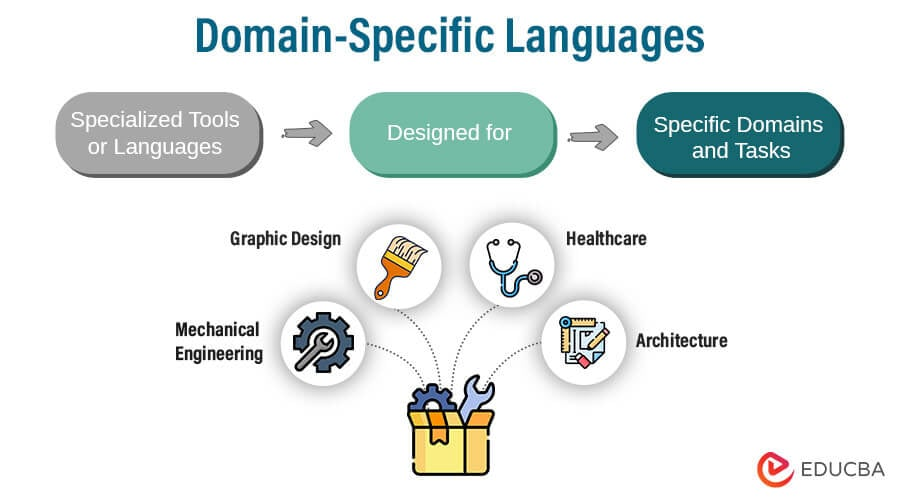 Domain-Specific Languages
Specialized Tools
or Languages
Designed for
Specific Domains
and Tasks
Graphic Design
Healthcare
Mechanical
Engineering
Architecture
EDUCBA